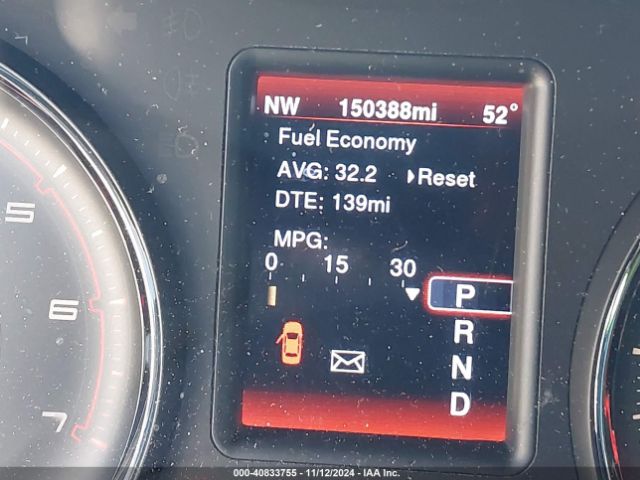 NW 150388mi 52°
Fuel Economy
AVG: 32.2 Reset
DTE: 139mi
MPG:
0 15 30
P
R
N
D
5
6
7
000-40833755 - 11/12/2024 - IAA Inc.